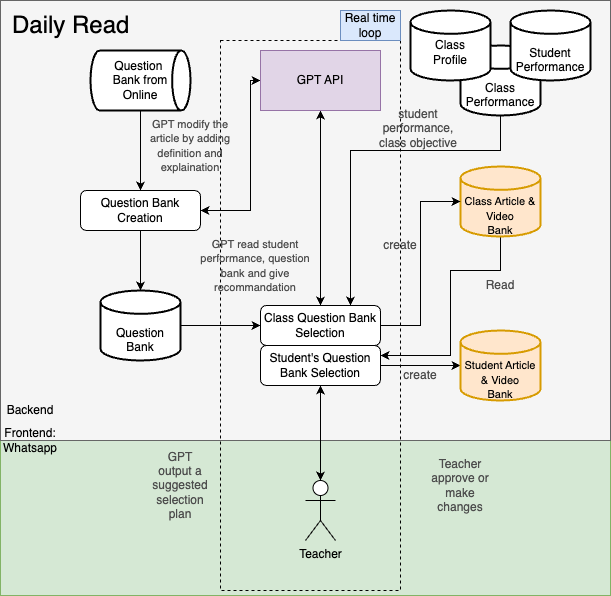 Daily Read
Real time
loop
Question
Bank from
Online
GPT API
Class
Profile
Student
Performance
Class
Performance
GPT modify the
article by adding
definition and
explaination
student
performance,
class objective
Question Bank
Creation
Class Article &
Video
Bank
GPT read student
performance, question
bank and give
recommandation
create
Read
Question
Bank
Class Question Bank
Selection
Student's Question
Bank Selection
create
Student Article
& Video
Bank
Backend
Frontend:
Whatsapp
GPT
output a
suggested
selection
plan
Teacher
approve or
make
changes
Teacher